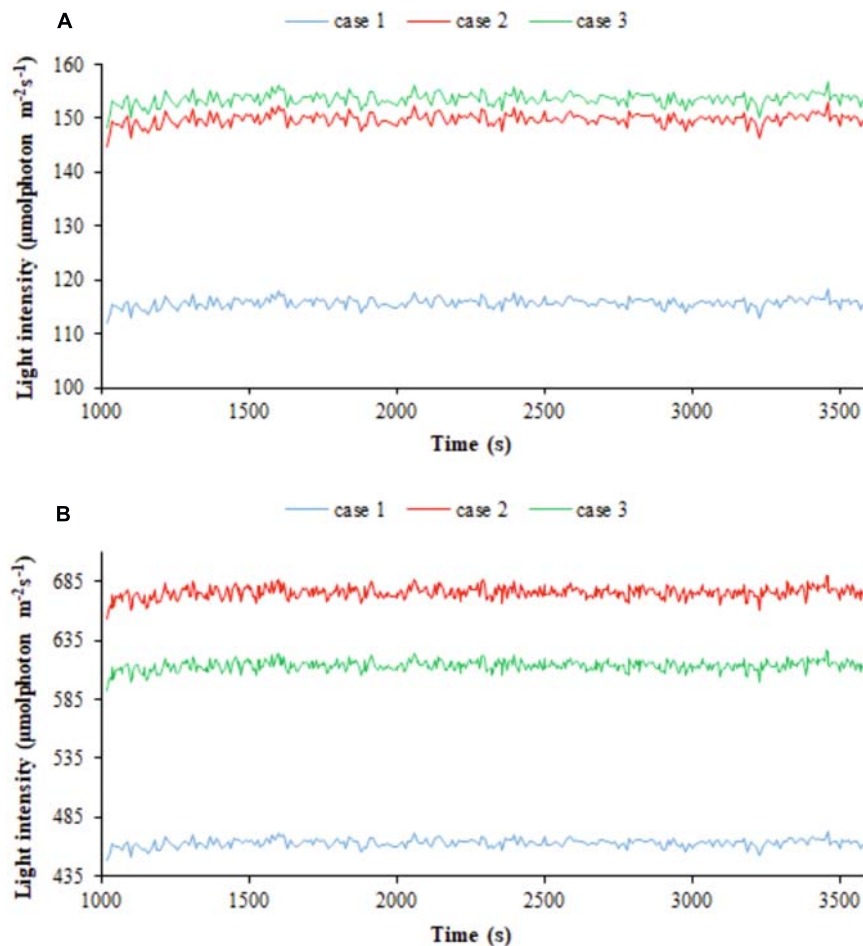 A
case 1 case 2 case 3
Light intensity (μmolphoton m-2s-1)
160
150
140
130
120
110
100
1000 1500 2000 2500 3000 3500
Time (s)
B
case 1 case 2 case 3
Light intensity (μmolphoton m-2s-1)
685
635
585
535
485
435
1000 1500 2000 2500 3000 3500
Time (s)